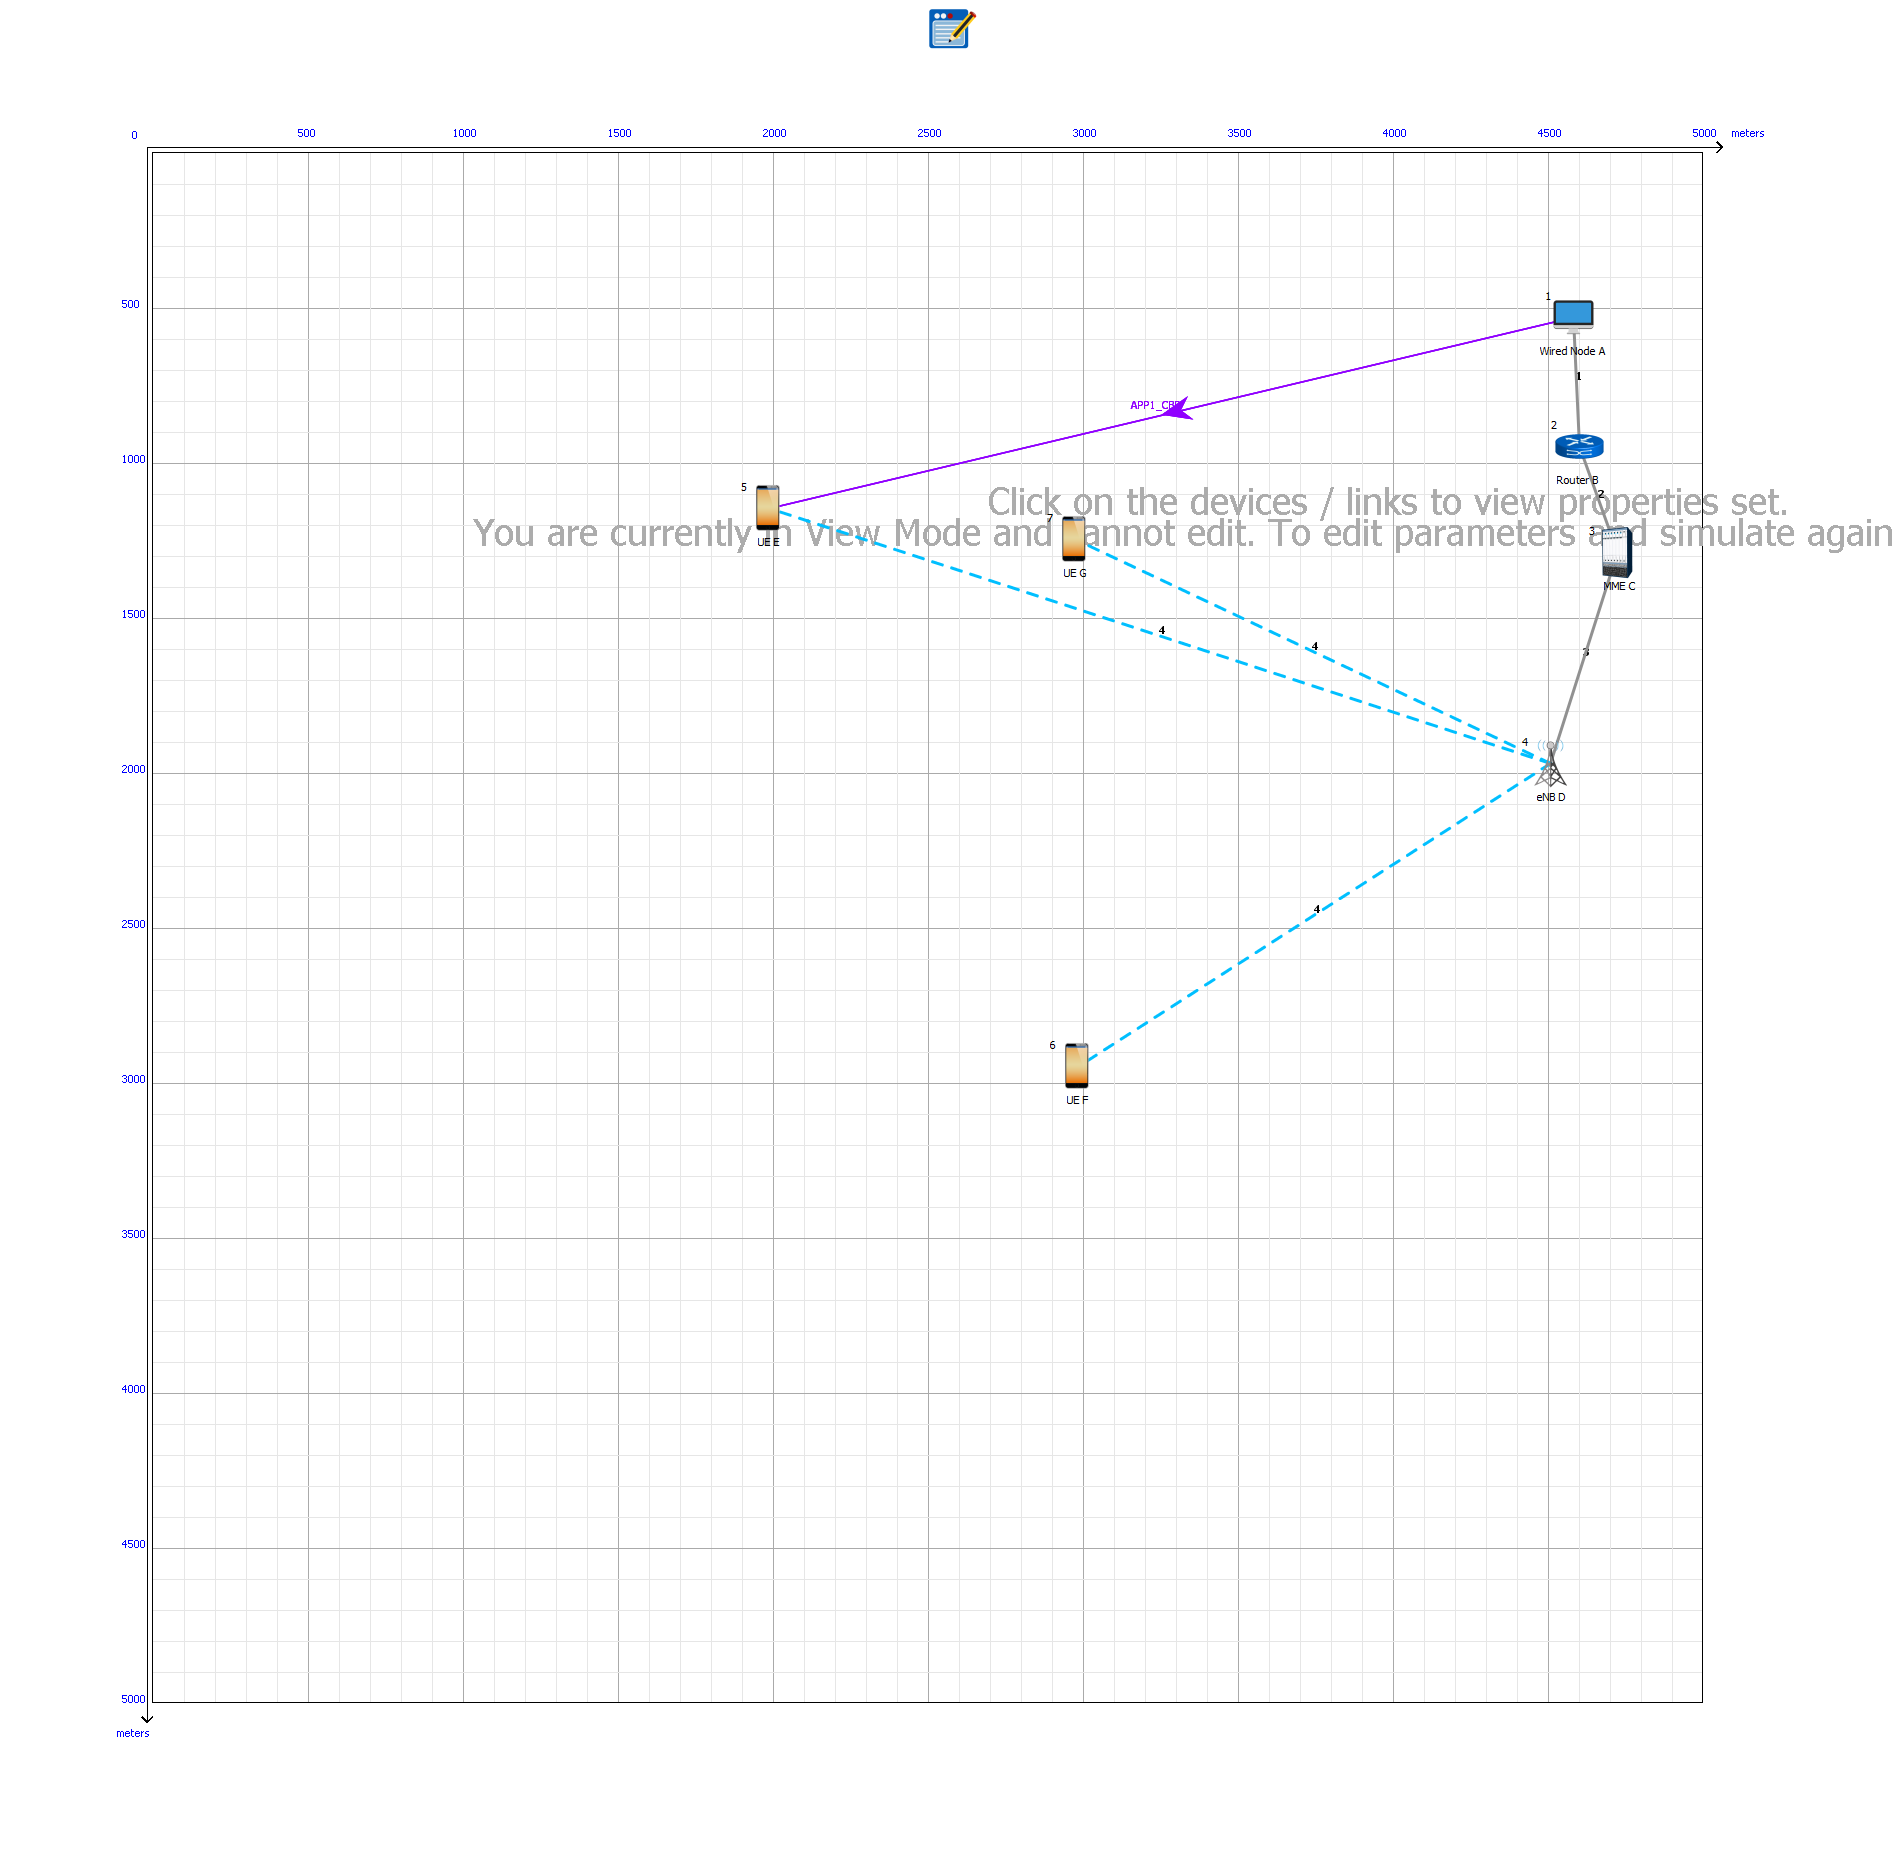 0 500 1000 1500 2000 2500 3000 3500 4000 4500 5000 meters
1
500
Wired Node A
1
APP1_CB
2
1000
Router B
5
2
Click on the devices / links to view properties set.
7
3
You are currently in View Mode and cannot edit. To edit parameters and simulate again
UE E
UE G
MME C
1500
4
4
3
4
2000
eNB D
4
2500
6
3000
UE F
3500
4000
4500
5000
meters